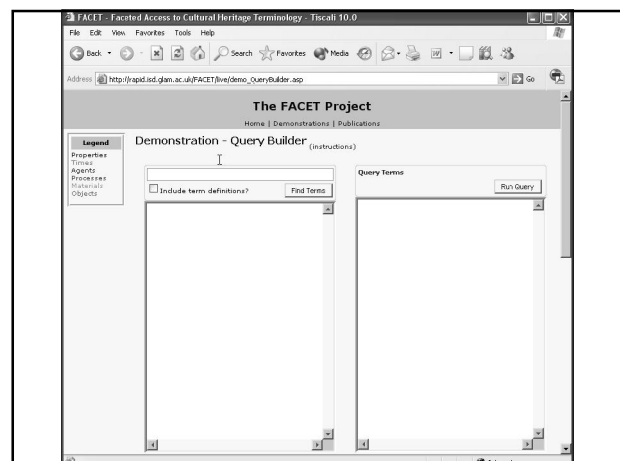 FACET - Faceted Access to Cultural Heritage Terminology - Tiscali 10.0
File Edit View Favorites Tools Help
Back Search Favorites Media
Address http://rapid.isd.glam.ac.uk/FACET/live/demo_QueryBuilder.asp Go
The FACET Project
Home | Demonstrations | Publications
Legend
Properties
Times
Agents
Processes
Materials
Objects
Demonstration - Query Builder (instructions)
Include term definitions? Find Terms
Query Terms
Run Query